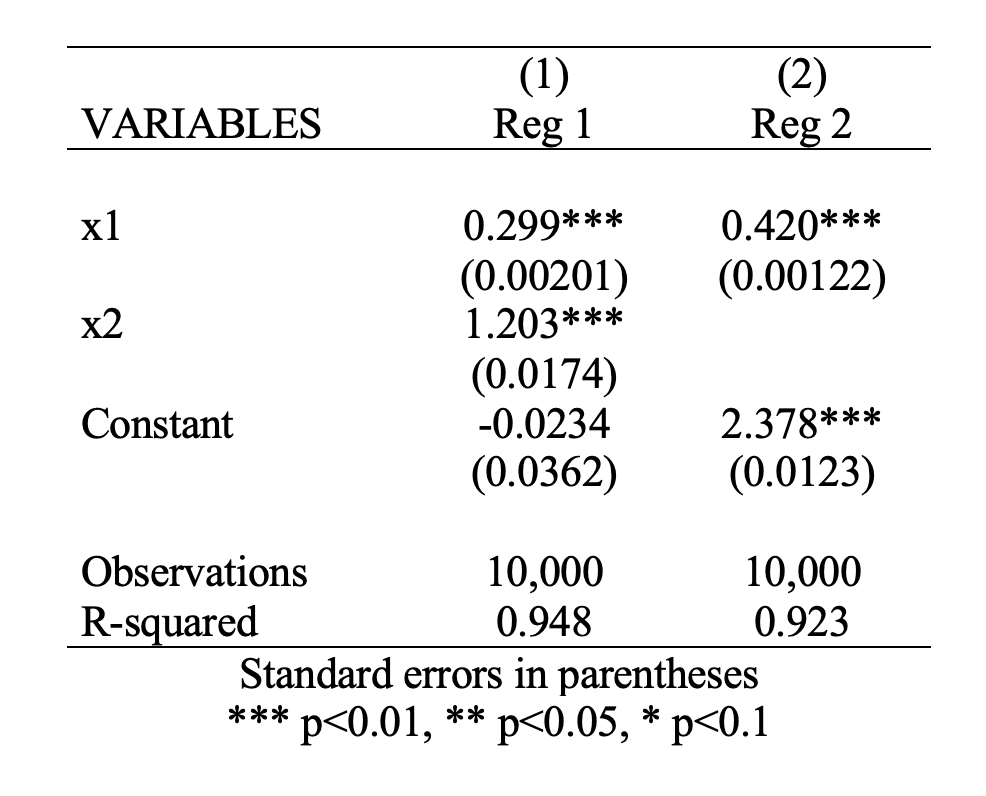 (1) (2)
VARIABLES Reg 1 Reg 2
x1 0.299*** 0.420***
(0.00201) (0.00122)
x2 1.203***
(0.0174)
Constant -0.0234 2.378***
(0.0362) (0.0123)
Observations 10,000 10,000
R-squared 0.948 0.923
Standard errors in parentheses
*** p<0.01, ** p<0.05, * p<0.1